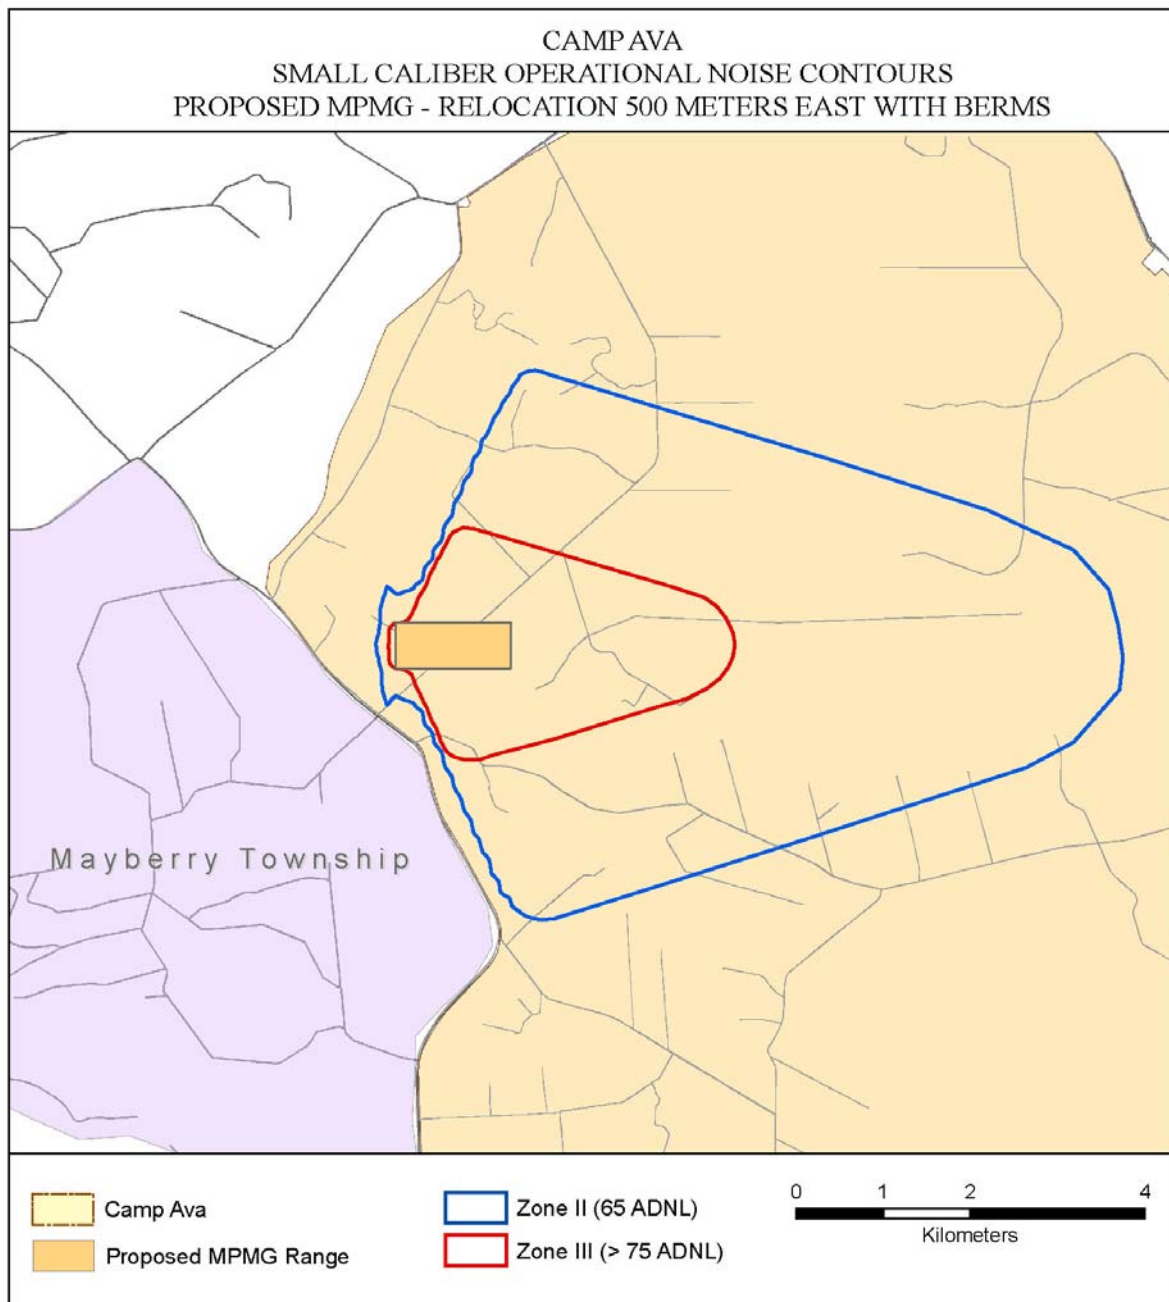 CAMP AVA
SMALL CALIBER OPERATIONAL NOISE CONTOURS
PROPOSED MPMG - RELOCATION 500 METERS EAST WITH BERMS
Mayberry Township
Camp Ava
Proposed MPMG Range
Zone II (65 ADNL)
Zone III (> 75 ADNL)
0 1 2 4
Kilometers